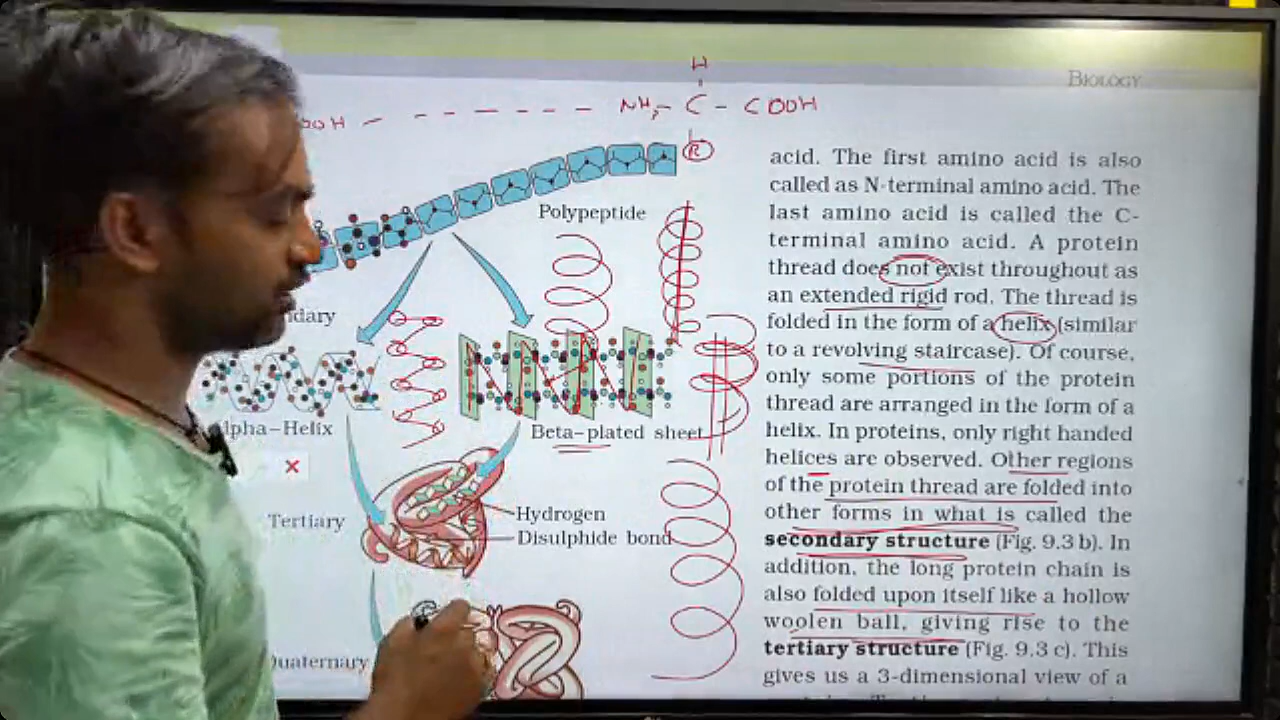 BIOLOGY
H
OOH - - - - - - - NH2 - C - COOH
R
Polypeptide
ndary
Alpha-Helix
Beta-plated sheet
Tertiary
Hydrogen
Disulphide bond
Quaternary
acid. The first amino acid is also
called as N-terminal amino acid. The
last amino acid is called the C-
terminal amino acid. A protein
thread does not exist throughout as
an extended rigid rod. The thread is
folded in the form of a helix (similar
to a revolving staircase). Of course,
only some portions of the protein
thread are arranged in the form of a
helix. In proteins, only right handed
helices are observed. Other regions
of the protein thread are folded into
other forms in what is called the
secondary structure (Fig. 9.3 b). In
addition, the long protein chain is
also folded upon itself like a hollow
woolen ball, giving rise to the
tertiary structure (Fig. 9.3 c). This
gives us a 3-dimensional view of a